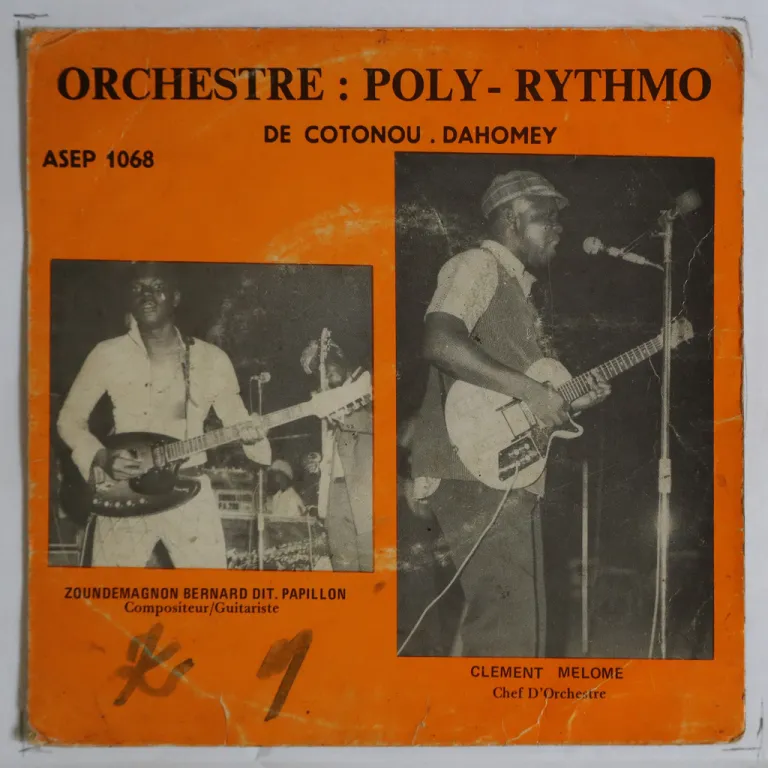 ORCHESTRE : POLY - RYTHMO
DE COTONOU . DAHOMEY
ASEP 1068
ZOUNDEMAGNON BERNARD DIT. PAPILLON
Compositeur/Guitariste
CLEMENT MELOME
Chef D'Orchestre